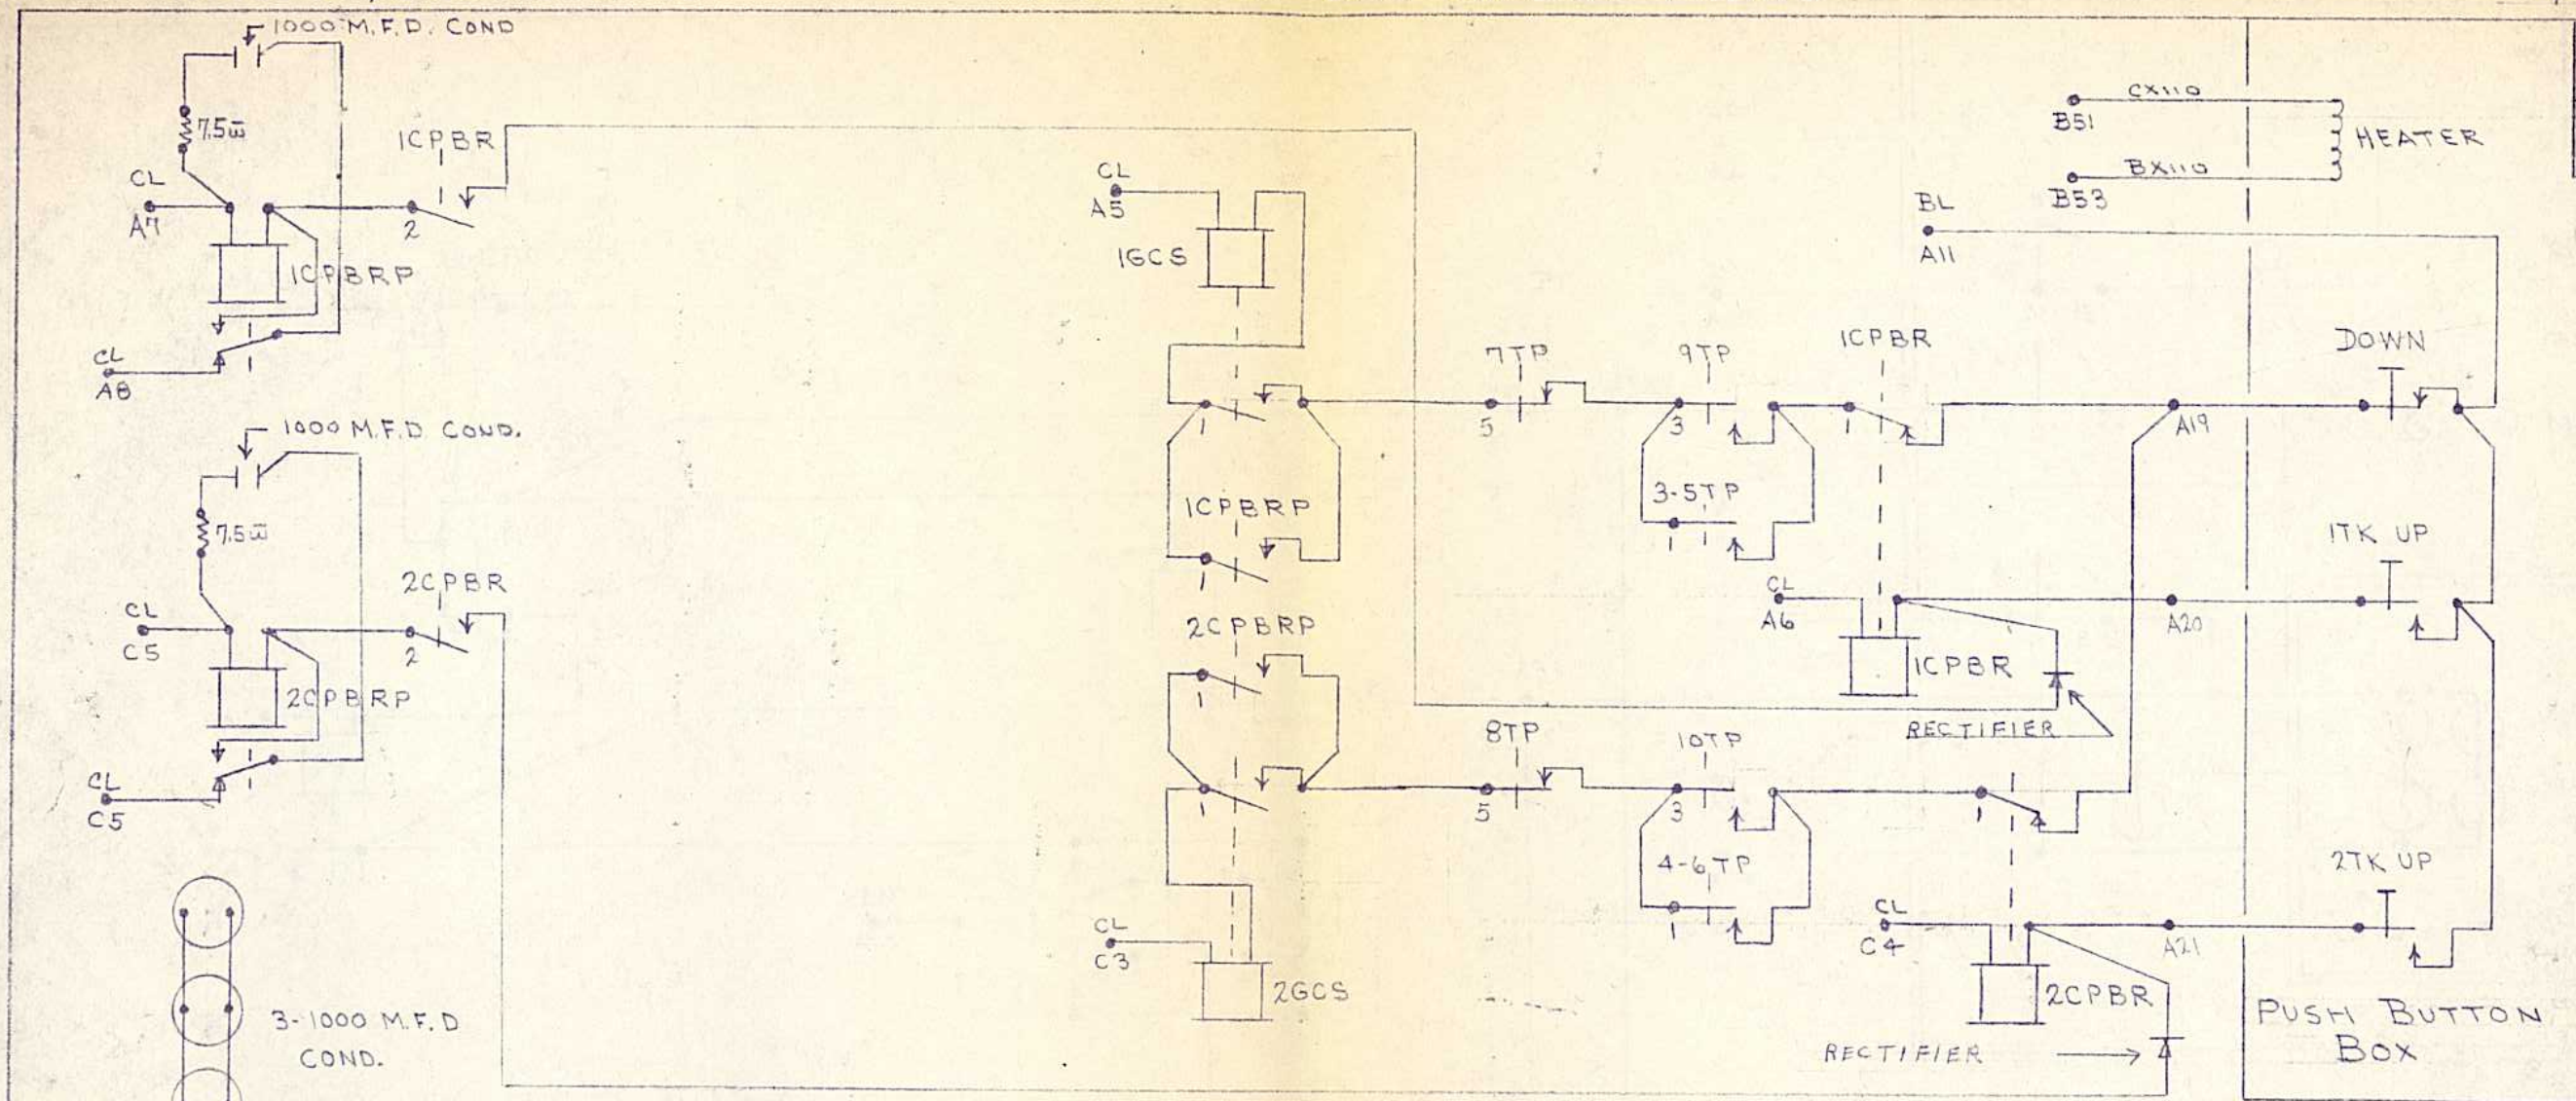 1000 M.F.D. COND
7.5 ω̅
CL
A7
1CPBR
2
1CPBRP
CL
A8
1000 M.F.D. COND.
7.5 ω̅
CL
C5
2CPBR
2
2CPBRP
CL
C5
3-1000 M.F.D
COND.
CL
A5
1GCS
1
1CPBRP
1
2CPBRP
1
1
CL
C3
2GCS
7TP
5
9TP
3
3-5TP
1
1CPBR
1
CL
A6
1CPBR
RECTIFIER
8TP
5
10TP
3
4-6TP
1
1
CL
C4
2CPBR
RECTIFIER
CX110
B51
BX110
B53
HEATER
BL
A11
DOWN
A19
1TK UP
A20
2TK UP
A21
PUSH BUTTON
BOX